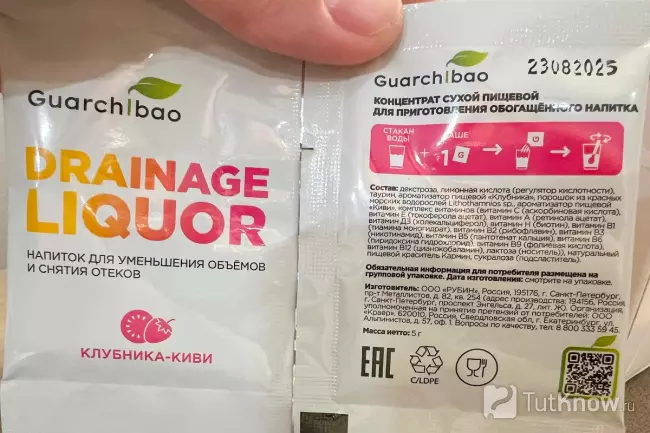 Guarchibao
DRAINAGE
LIQUOR
НАПИТОК ДЛЯ УМЕНЬШЕНИЯ ОБЪЁМОВ
И СНЯТИЯ ОТЕКОВ
КЛУБНИКА-КИВИ
Guarchibao
23082025
КОНЦЕНТРАТ СУХОЙ ПИЩЕВОЙ
ДЛЯ ПРИГОТОВЛЕНИЯ ОБОГАЩЁННОГО НАПИТКА
СТАКАН
ВОДЫ
САШЕ
+1 G
Состав: декстроза, лимонная кислота (регулятор кислотности),
таурин, ароматизатор пищевой «Клубника», порошок из красных
морских водорослей Lithothamnos sp., ароматизатор пищевой
«Киви», комплекс витаминов (витамин С (аскорбиновая кислота),
витамин Е (токоферола ацетат), витамин А (ретинола ацетат),
витамин Д3 (холекальциферол), витамин Н (биотин), витамин В1
(тиамина моногидрат), витамин В2 (рибофлавин), витамин В3
(никотинамид), витамин В5 (пантотенат кальция), витамин В6
(пиридоксина гидрохлорид), витамин В9 (фолиевая кислота)
витамин В12 (цианокобаламин), лактоза (носитель)), натуральный
пищевой краситель Кармин, сукралоза (подсластитель).
Обязательная информация для потребителя размещена на
групповой упаковке. Дата изготовления: смотрите на упаковке.
Изготовитель: ООО «РУБИН», Россия, 195176, г. Санкт-Петербург,
пр-т Металлистов, д. 82, кв. 254 (адрес производства: 194156, Россия,
г. Санкт-Петербург, проспект Энгельса, д. 27, лит. Ж). Организация
уполномоченная на принятие претензий от потребителей: ООО
«Краер», 620010, Россия, Свердловская обл, г. Екатеринбург, ул.
Альпинистов, д. 57, оф. 1. Вопросы по качеству, тел: 8 800 333 59 45.
Масса нетто: 5 г
EAC
C/LDPE
TutKnow.ru